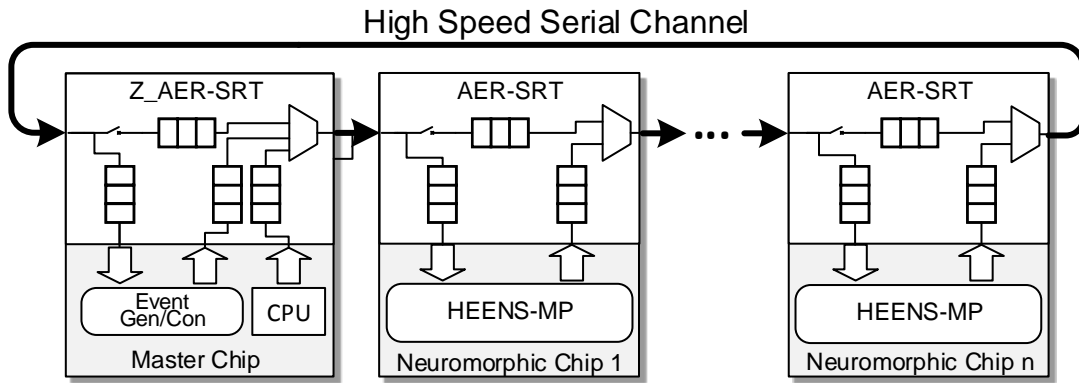 High Speed Serial Channel
Z_AER-SRT
AER-SRT
AER-SRT
Event
Gen/Con
CPU
HEENS-MP
HEENS-MP
Master Chip
Neuromorphic Chip 1
Neuromorphic Chip n